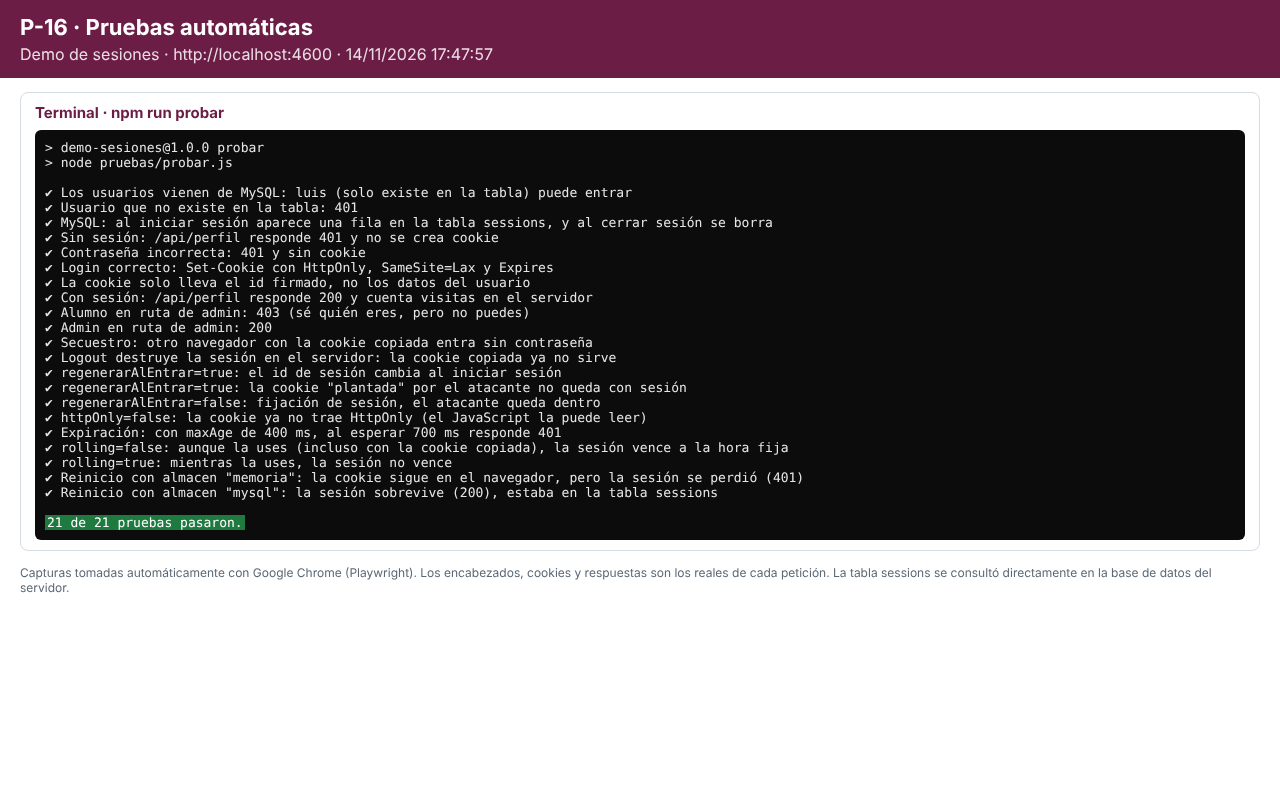 P-16 · Pruebas automáticas
Demo de sesiones · http://localhost:4600 · 14/11/2026 17:47:57
Terminal · npm run probar
> demo-sesiones@1.0.0 probar
> node pruebas/probar.js
✔ Los usuarios vienen de MySQL: luis (solo existe en la tabla) puede entrar
✔ Usuario que no existe en la tabla: 401
✔ MySQL: al iniciar sesión aparece una fila en la tabla sessions, y al cerrar sesión se borra
✔ Sin sesión: /api/perfil responde 401 y no se crea cookie
✔ Contraseña incorrecta: 401 y sin cookie
✔ Login correcto: Set-Cookie con HttpOnly, SameSite=Lax y Expires
✔ La cookie solo lleva el id firmado, no los datos del usuario
✔ Con sesión: /api/perfil responde 200 y cuenta visitas en el servidor
✔ Alumno en ruta de admin: 403 (sé quién eres, pero no puedes)
✔ Admin en ruta de admin: 200
✔ Secuestro: otro navegador con la cookie copiada entra sin contraseña
✔ Logout destruye la sesión en el servidor: la cookie copiada ya no sirve
✔ regenerarAlEntrar=true: el id de sesión cambia al iniciar sesión
✔ regenerarAlEntrar=true: la cookie "plantada" por el atacante no queda con sesión
✔ regenerarAlEntrar=false: fijación de sesión, el atacante queda dentro
✔ httpOnly=false: la cookie ya no trae HttpOnly (el JavaScript la puede leer)
✔ Expiración: con maxAge de 400 ms, al esperar 700 ms responde 401
✔ rolling=false: aunque la uses (incluso con la cookie copiada), la sesión vence a la hora fija
✔ rolling=true: mientras la uses, la sesión no vence
✔ Reinicio con almacen "memoria": la cookie sigue en el navegador, pero la sesión se perdió (401)
✔ Reinicio con almacen "mysql": la sesión sobrevive (200), estaba en la tabla sessions
21 de 21 pruebas pasaron.
Capturas tomadas automáticamente con Google Chrome (Playwright). Los encabezados, cookies y respuestas son los reales de cada petición. La tabla sessions se consultó directamente en la base de datos del
servidor.